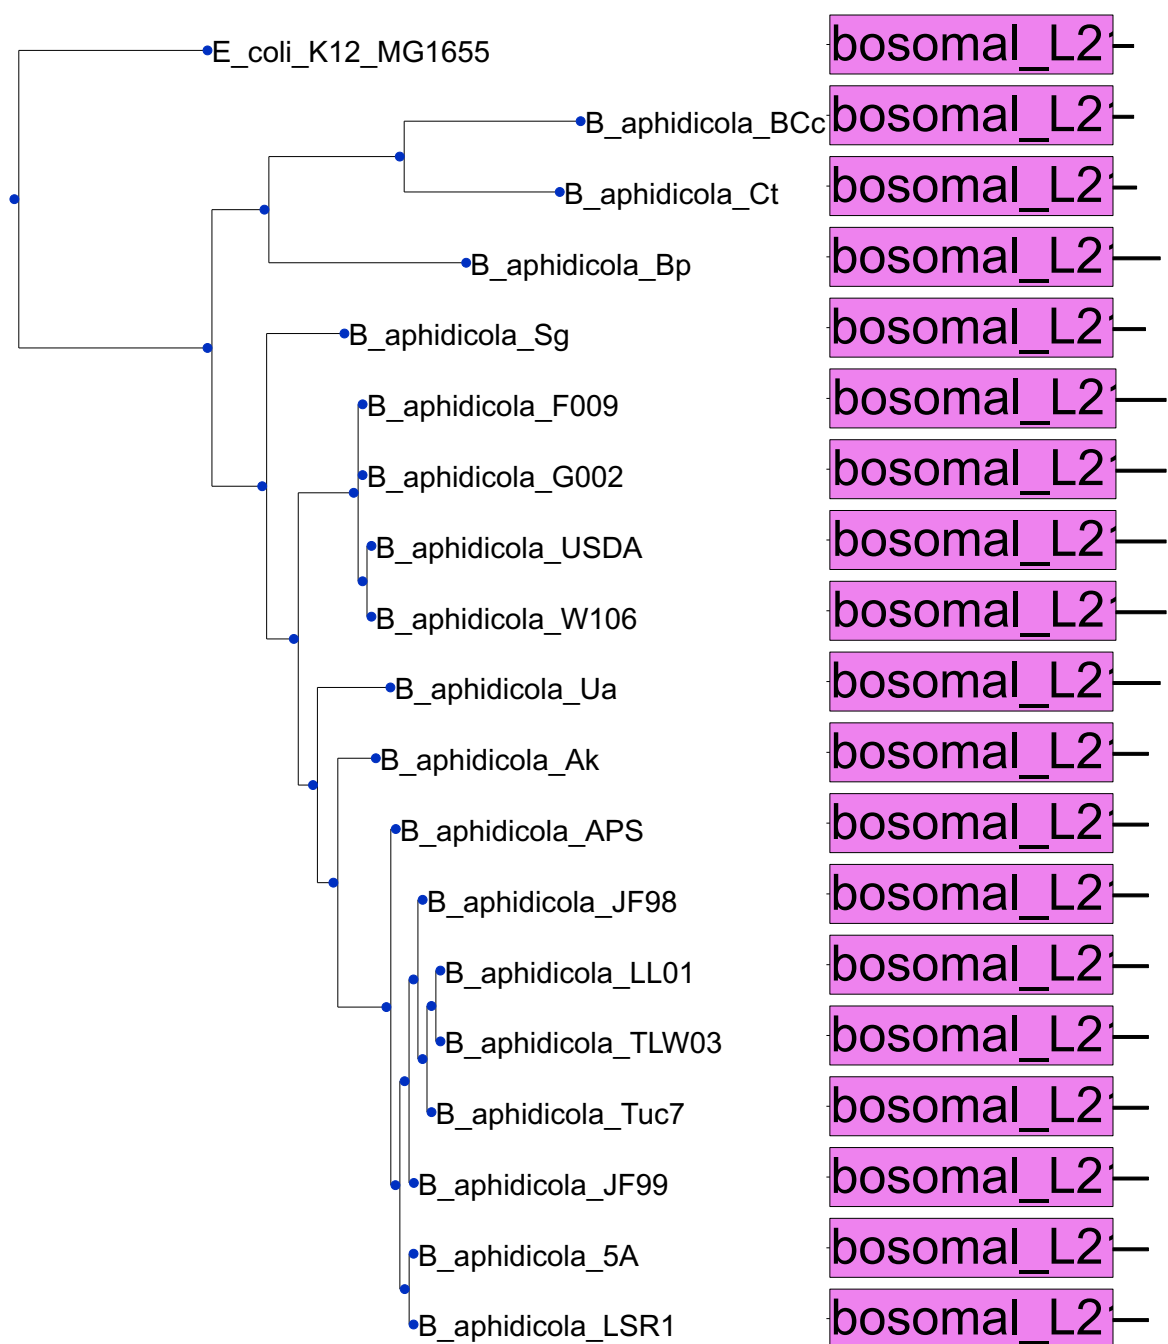 E_coli_K12_MG1655 bosomal_L2
B_aphidicola_BCc bosomal_L2
B_aphidicola_Ct bosomal_L2
B_aphidicola_Bp bosomal_L2
B_aphidicola_Sg bosomal_L2
B_aphidicola_F009 bosomal_L2
B_aphidicola_G002 bosomal_L2
B_aphidicola_USDA bosomal_L2
B_aphidicola_W106 bosomal_L2
B_aphidicola_Ua bosomal_L2
B_aphidicola_Ak bosomal_L2
B_aphidicola_APS bosomal_L2
B_aphidicola_JF98 bosomal_L2
B_aphidicola_LL01 bosomal_L2
B_aphidicola_TLW03 bosomal_L2
B_aphidicola_Tuc7 bosomal_L2
B_aphidicola_JF99 bosomal_L2
B_aphidicola_5A bosomal_L2
B_aphidicola_LSR1 bosomal_L2